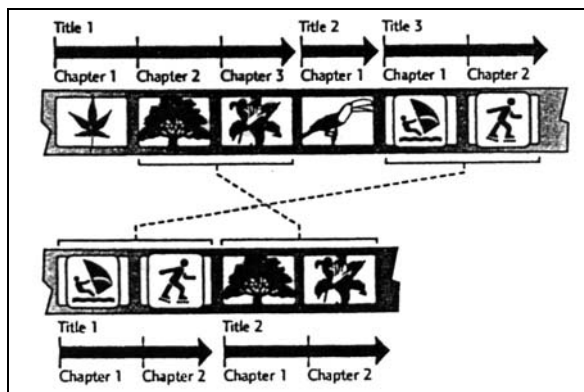 Title 1 Title 2 Title 3
Chapter 1 Chapter 2 Chapter 3 Chapter 1 Chapter 1 Chapter 2
Title 1 Title 2
Chapter 1 Chapter 2 Chapter 1 Chapter 2